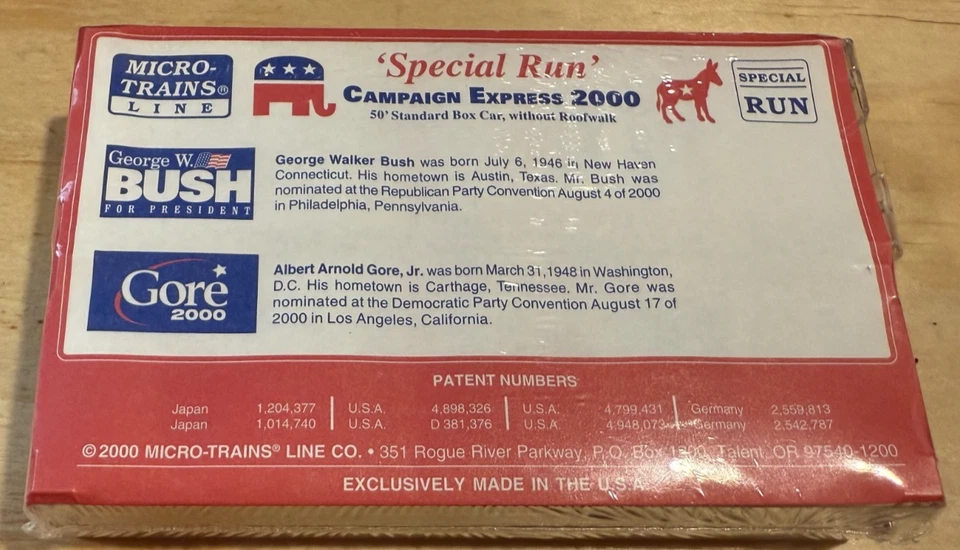 MICRO-
TRAINS®
LINE
'Special Run'
CAMPAIGN EXPRESS 2000
50' Standard Box Car, without Roofwalk
SPECIAL
RUN
George W.
BUSH
FOR PRESIDENT
George Walker Bush was born July 6, 1946 in New Haven
Connecticut. His hometown is Austin, Texas. Mr. Bush was
nominated at the Republican Party Convention August 4 of 2000
in Philadelphia, Pennsylvania.
Gore
2000
Albert Arnold Gore, Jr. was born March 31,1948 in Washington,
D.C. His hometown is Carthage, Tennessee. Mr. Gore was
nominated at the Democratic Party Convention August 17 of
2000 in Los Angeles, California.
PATENT NUMBERS
Japan 1,204,377 U.S.A. 4,898,326 U.S.A. 4,799,431 Germany 2,559,813
Japan 1,014,740 U.S.A. D 381,376 U.S.A. 4,948,073 Germany 2,542,787
©2000 MICRO-TRAINS® LINE CO. • 351 Rogue River Parkway, P.O. Box 1200, Talent, OR 97540-1200
EXCLUSIVELY MADE IN THE U.S.A.